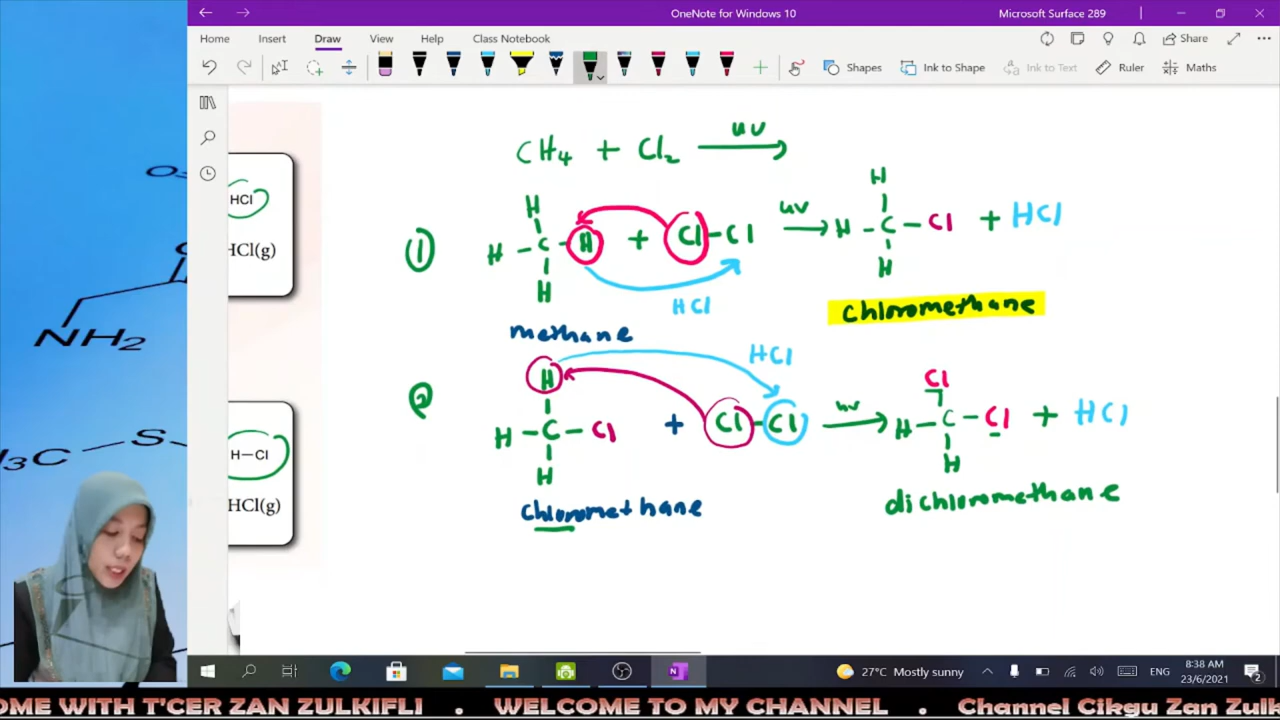 OneNote for Windows 10
Microsoft Surface 289
Home Insert Draw View Help Class Notebook
Share
Shapes Ink to Shape Ink to Text Ruler Maths
HCl
HCl(g)
H—Cl
HCl(g)
NH2
S
3C
CH4 + Cl2 uv →
①
H
H - C - H + Cl - Cl uv → H - C - Cl + HCl
H
H
H
HCl
methane
chloromethane
②
HCl
H
H - C - Cl + Cl - Cl uv → H - C - Cl + HCl
H
Cl
H
chloromethane
dichloromethane
27°C Mostly sunny
ENG
8:38 AM
23/6/2021
2
OME WITH T'CER ZAN ZULKIFLI . WELCOME TO MY CHANNEL . Channel Cikgu Zan Zulk